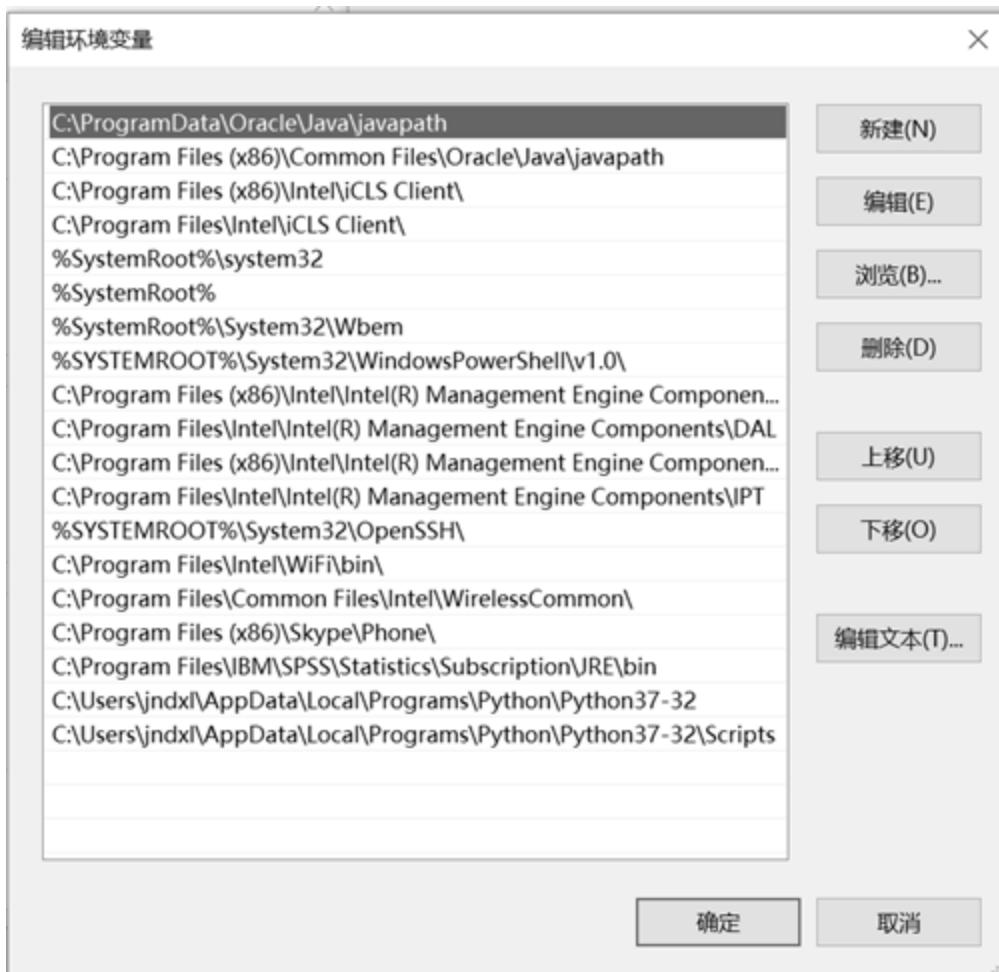 编辑环境变量
C:\ProgramData\Oracle\Java\javapath
C:\Program Files (x86)\Common Files\Oracle\Java\javapath
C:\Program Files (x86)\Intel\iCLS Client\
C:\Program Files\Intel\iCLS Client\
%SystemRoot%\system32
%SystemRoot%
%SystemRoot%\System32\Wbem
%SYSTEMROOT%\System32\WindowsPowerShell\v1.0\
C:\Program Files (x86)\Intel\Intel(R) Management Engine Componen...
C:\Program Files\Intel\Intel(R) Management Engine Components\DAL
C:\Program Files (x86)\Intel\Intel(R) Management Engine Componen...
C:\Program Files\Intel\Intel(R) Management Engine Components\IPT
%SYSTEMROOT%\System32\OpenSSH\
C:\Program Files\Intel\WiFi\bin\
C:\Program Files\Common Files\Intel\WirelessCommon\
C:\Program Files (x86)\Skype\Phone\
C:\Program Files\IBM\SPSS\Statistics\Subscription\JRE\bin
C:\Users\jndxl\AppData\Local\Programs\Python\Python37-32
C:\Users\jndxl\AppData\Local\Programs\Python\Python37-32\Scripts
新建(N)
编辑(E)
浏览(B)...
删除(D)
上移(U)
下移(O)
编辑文本(T)...
确定
取消